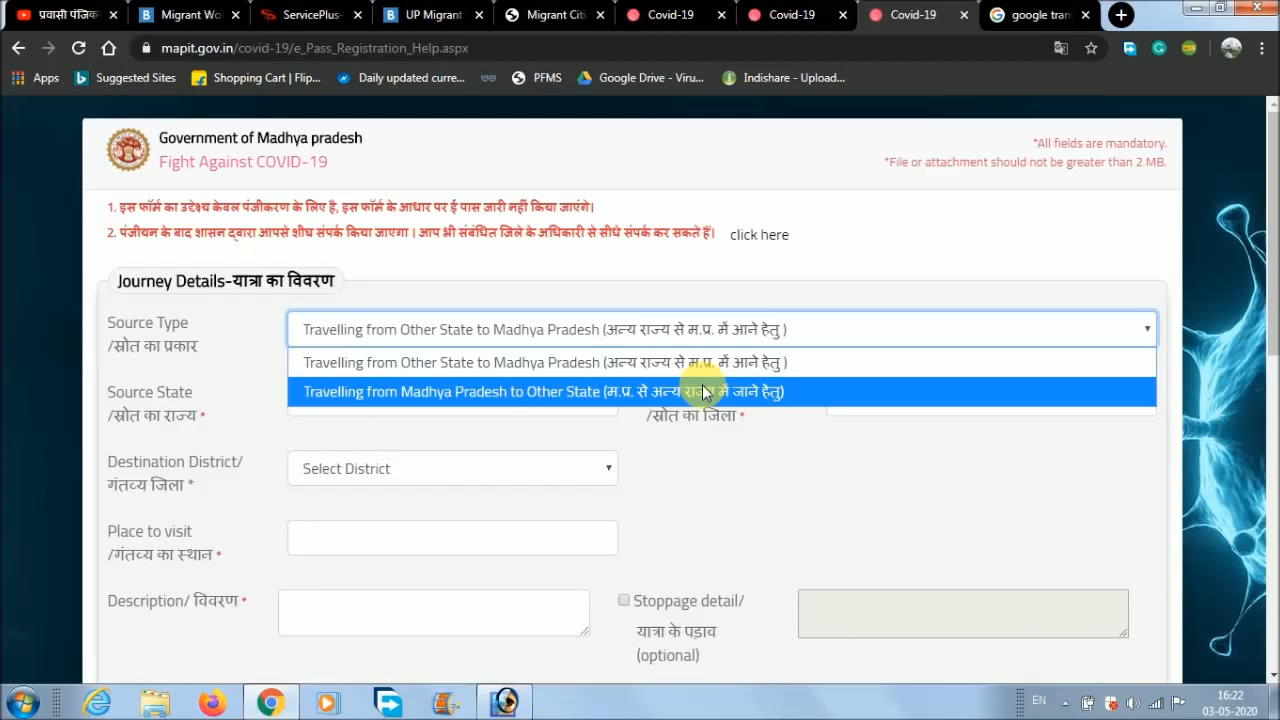 प्रवासी पंजिक
Migrant Wo
ServicePlus-
UP Migrant
Migrant Citi
Covid-19
Covid-19
Covid-19
google tran
mapit.gov.in/covid-19/e_Pass_Registration_Help.aspx
Apps
Suggested Sites
Shopping Cart | Flip...
Daily updated curre...
PFMS
Google Drive - Viru...
Indishare - Upload...
Government of Madhya pradesh
Fight Against COVID-19
*All fields are mandatory.
*File or attachment should not be greater than 2 MB.
1. इस फॉर्म का उद्देश्य केवल पंजीकरण के लिए है, इस फॉर्म के आधार पर ई पास जारी नहीं किया जाएंगे।
2. पंजीयन के बाद शासन द्वारा आपसे शीघ्र संपर्क किया जाएगा । आप भी संबंधित जिले के अधिकारी से सीधे संपर्क कर सकते हैं। click here
Journey Details-यात्रा का विवरण
Source Type
/स्रोत का प्रकार
Travelling from Other State to Madhya Pradesh (अन्य राज्य से म.प्र. में आने हेतु )
Travelling from Other State to Madhya Pradesh (अन्य राज्य से म.प्र. में आने हेतु )
Travelling from Madhya Pradesh to Other State (म.प्र. से अन्य राज्य में जाने हेतु)
Source State
/स्रोत का राज्य *
/स्रोत का जिला *
Destination District/
गंतव्य जिला *
Select District
Place to visit
/गंतव्य का स्थान *
Description/ विवरण *
Stoppage detail/
यात्रा के पड़ाव
(optional)
EN
16:22
03-05-2020